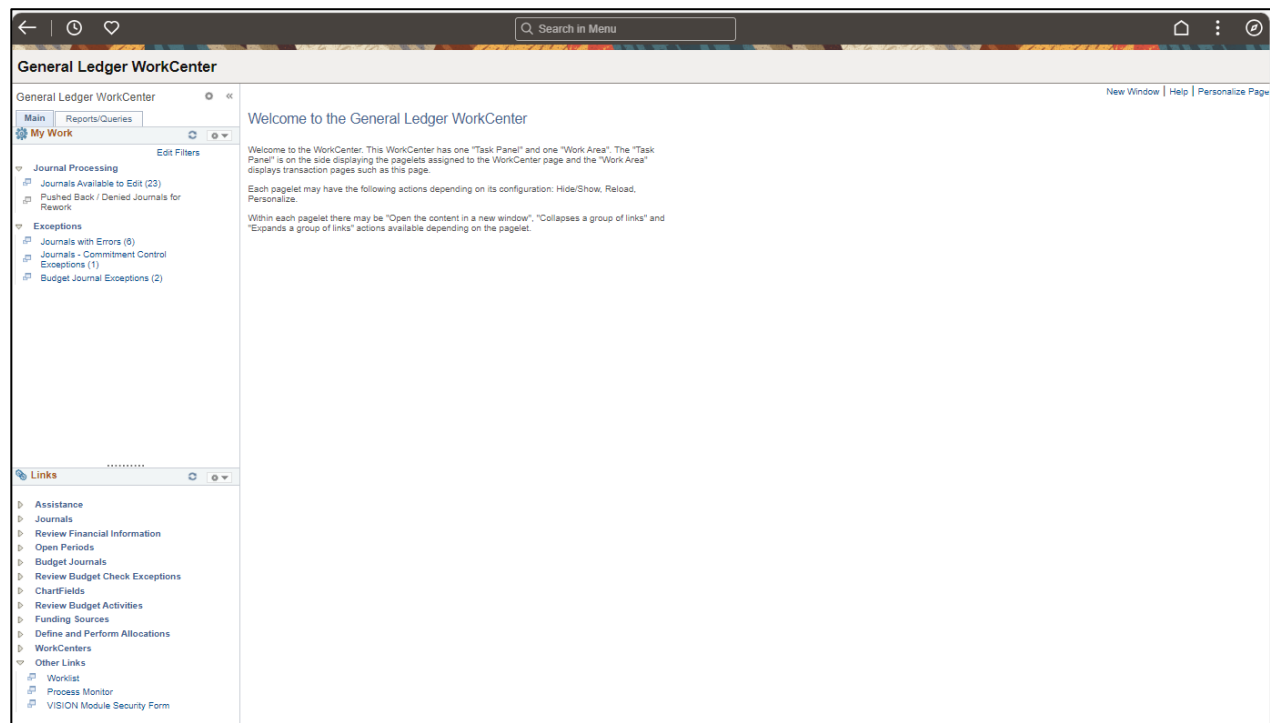 Search in Menu
General Ledger WorkCenter
General Ledger WorkCenter
New Window | Help | Personalize Page
Main
Reports/Queries
My Work
Edit Filters
Journal Processing
Journals Available to Edit (23)
Pushed Back / Denied Journals for
Rework
Exceptions
Journals with Errors (6)
Journals - Commitment Control
Exceptions (1)
Budget Journal Exceptions (2)
Links
Assistance
Journals
Review Financial Information
Open Periods
Budget Journals
Review Budget Check Exceptions
ChartFields
Review Budget Activities
Funding Sources
Define and Perform Allocations
WorkCenters
Other Links
Worklist
Process Monitor
VISION Module Security Form
Welcome to the General Ledger WorkCenter
Welcome to the WorkCenter. This WorkCenter has one "Task Panel" and one "Work Area". The "Task
Panel" is on the side displaying the pagelets assigned to the WorkCenter page and the "Work Area"
displays transaction pages such as this page.
Each pagelet may have the following actions depending on its configuration: Hide/Show, Reload,
Personalize.
Within each pagelet there may be "Open the content in a new window", "Collapses a group of links" and
"Expands a group of links" actions available depending on the pagelet.